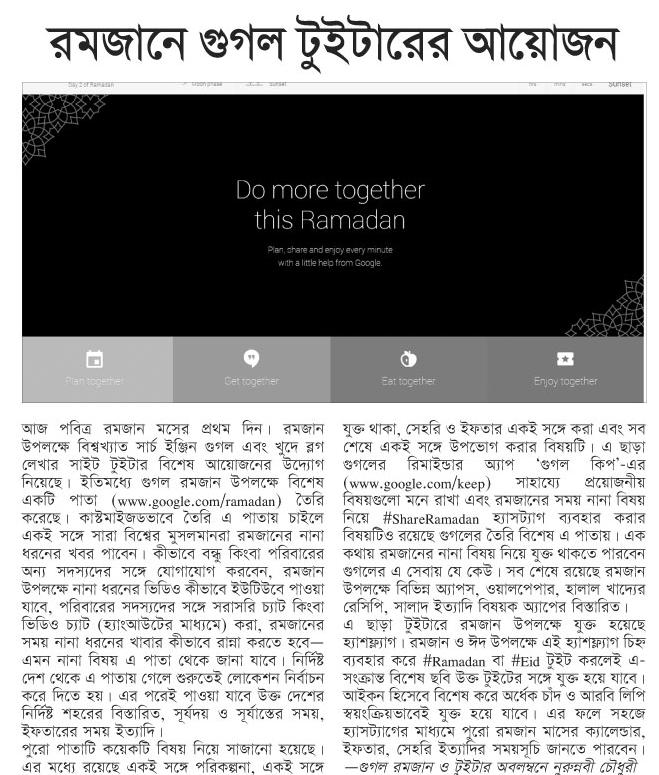 রমজানে গুগল টুইটারের আয়োজন
Day 2 of Ramadan
Moon phase
Sunset
hrs
mins
secs
Sunset
Do more together
this Ramadan
Plan, share and enjoy every minute
with a little help from Google.
Plan together
Get together
Eat together
Enjoy together
আজ পবিত্র রমজান মসের প্রথম দিন। রমজান
উপলক্ষে বিশ্বখ্যাত সার্চ ইঞ্জিন গুগল এবং খুদে ব্লগ
লেখার সাইট টুইটার বিশেষ আয়োজনের উদ্যোগ
নিয়েছে। ইতিমধ্যে গুগল রমজান উপলক্ষে বিশেষ
একটি পাতা (www.google.com/ramadan) তৈরি
করেছে। কাস্টমাইজডভাবে তৈরি এ পাতায় চাইলে
একই সঙ্গে সারা বিশ্বের মুসলমানরা রমজানের নানা
ধরনের খবর পাবেন। কীভাবে বন্ধু কিংবা পরিবারের
অন্য সদস্যদের সঙ্গে যোগাযোগ করবেন, রমজান
উপলক্ষে নানা ধরনের ভিডিও কীভাবে ইউটিউবে পাওয়া
যাবে, পরিবারের সদস্যদের সঙ্গে সরাসরি চ্যাট কিংবা
ভিডিও চ্যাট (হ্যাংআউটের মাধ্যমে) করা, রমজানের
সময় নানা ধরনের খাবার কীভাবে রান্না করতে হবে—
এমন নানা বিষয় এ পাতা থেকে জানা যাবে। নির্দিষ্ট
দেশ থেকে এ পাতায় গেলে শুরুতেই লোকেশন নির্বাচন
করে দিতে হয়। এর পরেই পাওয়া যাবে উক্ত দেশের
নির্দিষ্ট শহরের বিস্তারিত, সূর্যদয় ও সূর্যাস্তের সময়,
ইফতারের সময় ইত্যাদি।
পুরো পাতাটি কয়েকটি বিষয় নিয়ে সাজানো হয়েছে।
এর মধ্যে রয়েছে একই সঙ্গে পরিকল্পনা, একই সঙ্গে
যুক্ত থাকা, সেহরি ও ইফতার একই সঙ্গে করা এবং সব
শেষে একই সঙ্গে উপভোগ করার বিষয়টি। এ ছাড়া
গুগলের রিমাইন্ডার অ্যাপ ‘গুগল কিপ’-এর
(www.google.com/keep) সাহায্যে প্রয়োজনীয়
বিষয়গুলো মনে রাখা এবং রমজানের সময় নানা বিষয়
নিয়ে #ShareRamadan হ্যাসট্যাগ ব্যবহার করার
বিষয়টিও রয়েছে গুগলের তৈরি বিশেষ এ পাতায়। এক
কথায় রমজানের নানা বিষয় নিয়ে যুক্ত থাকতে পারবেন
গুগলের এ সেবায় যে কেউ। সব শেষে রয়েছে রমজান
উপলক্ষে বিভিন্ন অ্যাপস, ওয়ালপেপার, হালাল খাদ্যের
রেসিপি, সালাদ ইত্যাদি বিষয়ক অ্যাপের বিস্তারিত।
এ ছাড়া টুইটারে রমজান উপলক্ষে যুক্ত হয়েছে
হ্যাশফ্ল্যাগ। রমজান ও ঈদ উপলক্ষে এই হ্যাশফ্ল্যাগ চিহ্ন
ব্যবহার করে #Ramadan বা #Eid টুইট করলেই এ-
সংক্রান্ত বিশেষ ছবি উক্ত টুইটের সঙ্গে যুক্ত হয়ে যাবে।
আইকন হিসেবে বিশেষ করে অর্ধেক চাঁদ ও আরবি লিপি
স্বয়ংক্রিয়ভাবেই যুক্ত হয়ে যাবে। এর ফলে সহজে
হ্যাসট্যাগের মাধ্যমে পুরো রমজান মাসের ক্যালেন্ডার,
ইফতার, সেহরি ইত্যাদির সময়সূচি জানতে পারবেন।
—গুগল রমজান ও টুইটার অবলম্বনে নুরুন্নবী চৌধুরী